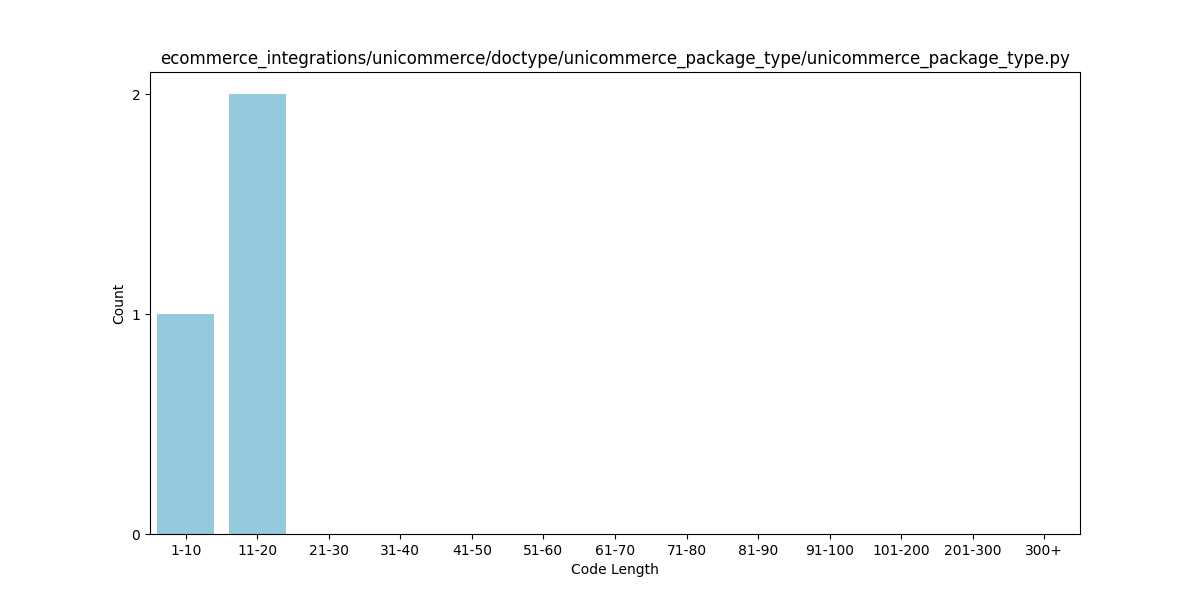 ecommerce_integrations/unicommerce/doctype/unicommerce_package_type/unicommerce_package_type.py
2
1
0
Count
1-10 11-20 21-30 31-40 41-50 51-60 61-70 71-80 81-90 91-100 101-200 201-300 300+
Code Length